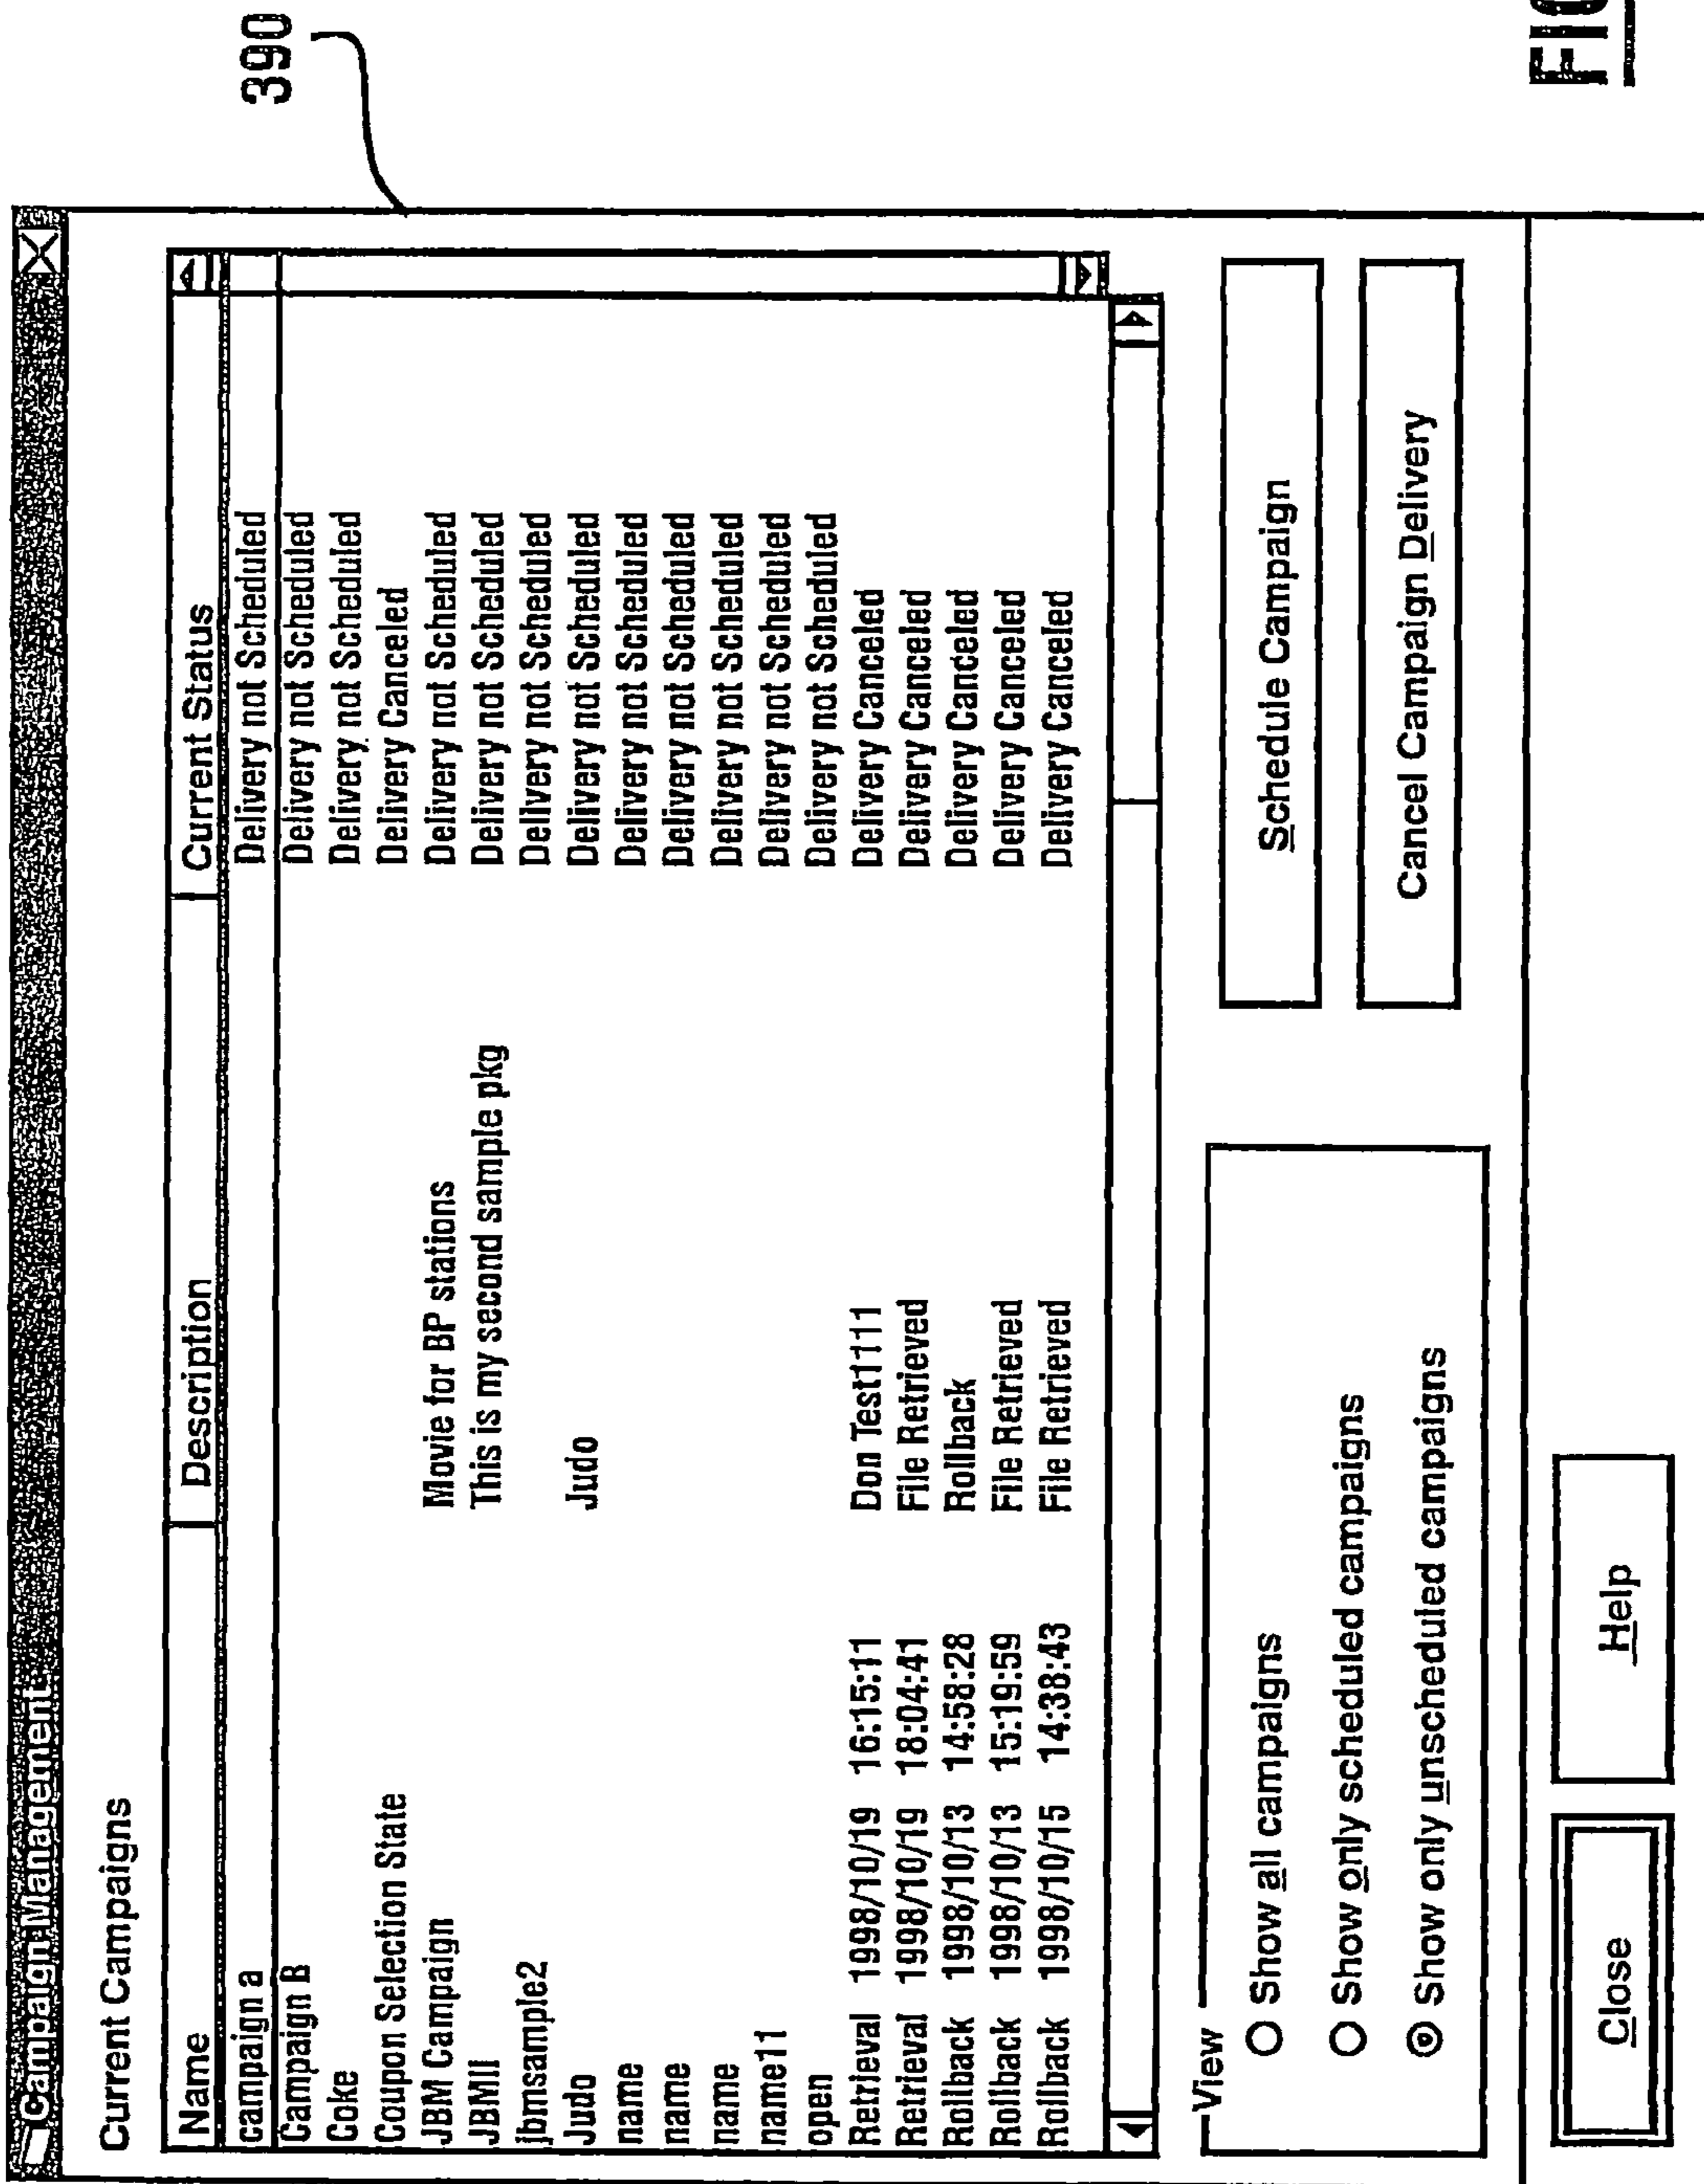 Campaign Management
390
Current Campaigns
Name Description Current Status
campaign a Delivery not Scheduled
Campaign B Delivery not Scheduled
Coke Delivery not Scheduled
Coupon Selection State Delivery Canceled
JBM Campaign Movie for BP stations Delivery not Scheduled
JBMII This is my second sample pkg Delivery not Scheduled
jbmsample2 Delivery not Scheduled
Judo Judo Delivery not Scheduled
name Delivery not Scheduled
name Delivery not Scheduled
name Delivery not Scheduled
name11 Delivery not Scheduled
open Delivery not Scheduled
Retrieval 1998/10/19 16:15:11 Don Test1111 Delivery Canceled
Retrieval 1998/10/19 18:04:41 File Retrieved Delivery Canceled
Rollback 1998/10/13 14:58:28 Rollback Delivery Canceled
Rollback 1998/10/13 15:19:59 File Retrieved Delivery Canceled
Rollback 1998/10/15 14:38:43 File Retrieved Delivery Canceled
View
Show all campaigns
Show only scheduled campaigns
Show only unscheduled campaigns
Schedule Campaign
Cancel Campaign Delivery
Close Help